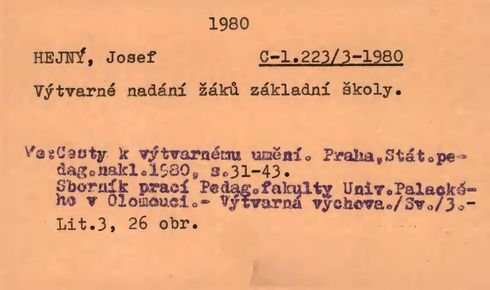 1980
HEJNÝ, Josef C-1.223/3-1980
Výtvarné nadání žáků základní školy.
Ve:Cesty k výtvarnému umění. Praha,Stát.pe-
dag.nakl.1980, s.31-43.
Sborník prací Pedag.fakulty Univ.Palacké-
ho v Olomouci.- Výtvarná výchova./Sv./3.-
Lit.3, 26 obr.